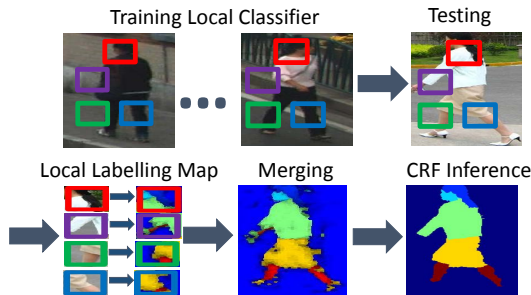 Training Local Classifier
Testing
Local Labelling Map
Merging
CRF Inference